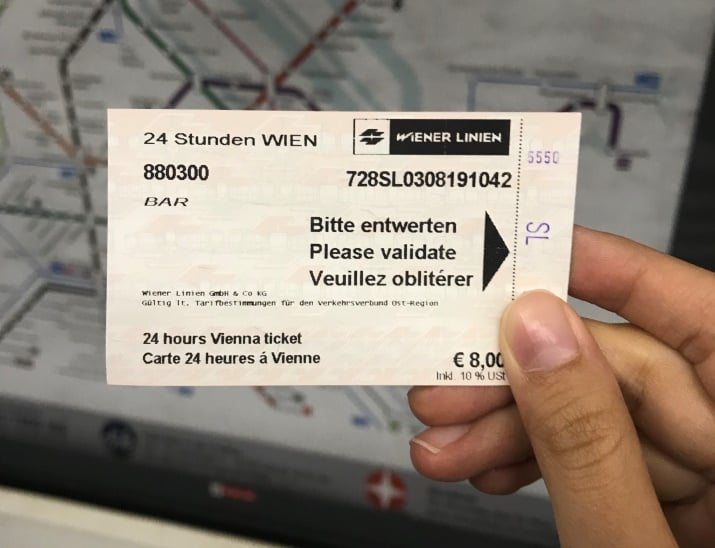 24 Stunden WIEN
WIENER LINIEN
880300
728SL0308191042
5550
BAR
SL
Bitte entwerten
Please validate
Veuillez oblitérer
Wiener Linien GmbH & Co KG
Gültig lt. Tarifbestimmungen für den Verkehrsverbund Ost-Region
24 hours Vienna ticket
Carte 24 heures á Vienne
€ 8,00
Inkl. 10 % USt